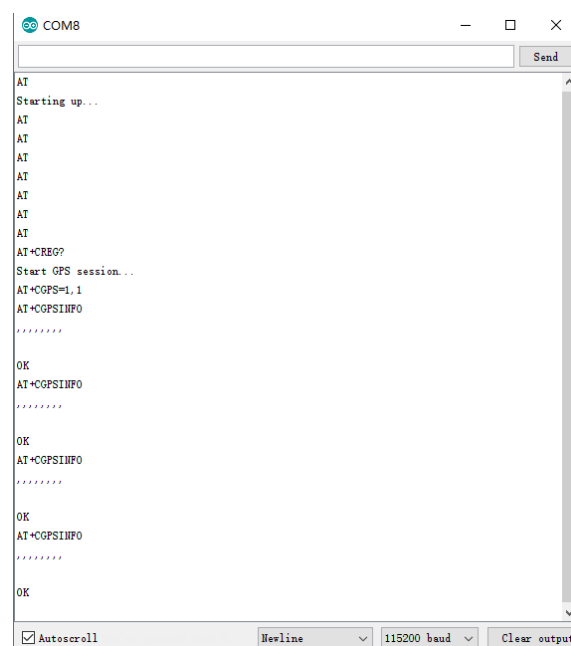 COM8
Send
AT
Starting up...
AT
AT
AT
AT
AT
AT
AT
AT+CREG?
Start GPS session...
AT+CGPS=1,1
AT+CGPSINFO
,,,,,,,,
OK
AT+CGPSINFO
,,,,,,,,
OK
AT+CGPSINFO
,,,,,,,,
OK
AT+CGPSINFO
,,,,,,,,
OK
Autoscroll Newline 115200 baud Clear output